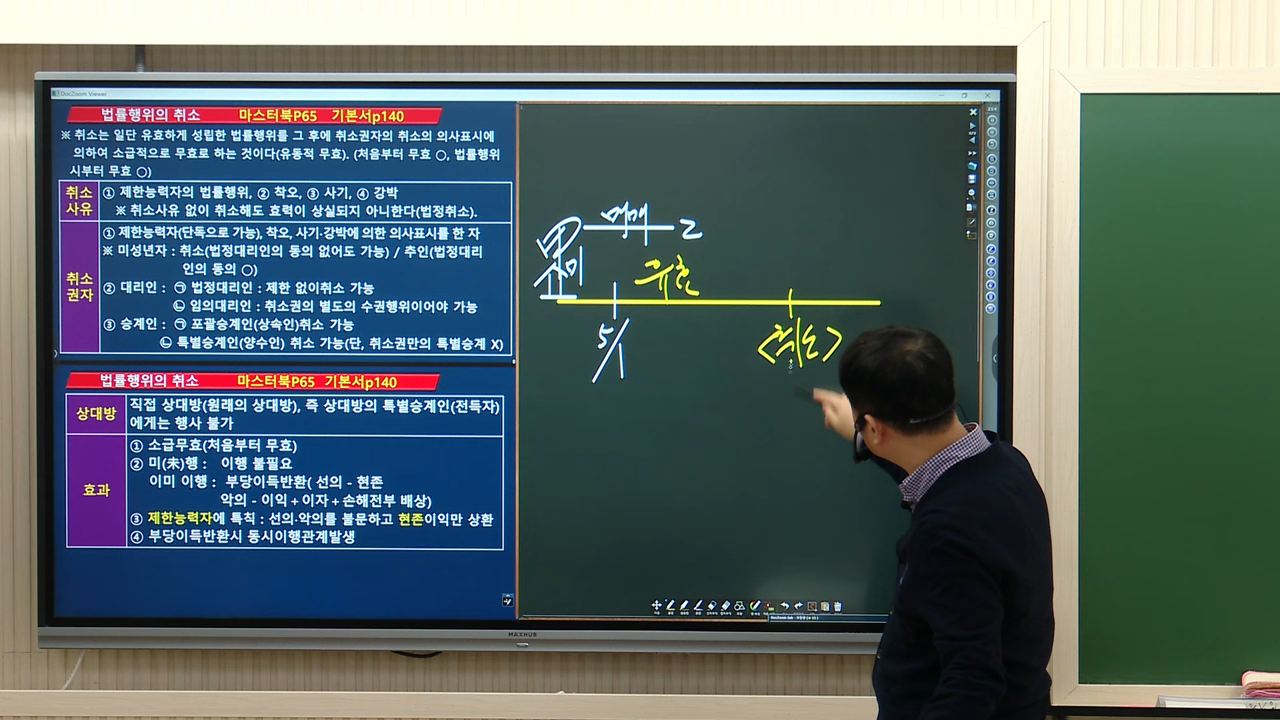 DocZoom Viewer
법률행위의 취소 마스터북P65 기본서p140
※ 취소는 일단 유효하게 성립한 법률행위를 그 후에 취소권자의 취소의 의사표시에
의하여 소급적으로 무효로 하는 것이다(유동적 무효). (처음부터 무효 ○, 법률행위
시부터 무효 ○)
취소
사유
① 제한능력자의 법률행위, ② 착오, ③ 사기, ④ 강박
※ 취소사유 없이 취소해도 효력이 상실되지 아니한다(법정취소).
취소
권자
① 제한능력자(단독으로 가능), 착오, 사기·강박에 의한 의사표시를 한 자
※ 미성년자 : 취소(법정대리인의 동의 없어도 가능) / 추인(법정대리
인의 동의 ○)
② 대리인 : ㉠ 법정대리인 : 제한 없이취소 가능
㉡ 임의대리인 : 취소권의 별도의 수권행위이어야 가능
③ 승계인 : ㉠ 포괄승계인(상속인)취소 가능
㉡ 특별승계인(양수인) 취소 가능(단, 취소권만의 특별승계 X)
법률행위의 취소 마스터북P65 기본서p140
상대방
직접 상대방(원래의 상대방), 즉 상대방의 특별승계인(전득자)
에게는 행사 불가
효과
① 소급무효(처음부터 무효)
② 미(未)행 : 이행 불필요
이미 이행 : 부당이득반환( 선의 - 현존
악의 - 이익+이자+손해전부 배상)
③ 제한능력자에 특칙 : 선의·악의를 불문하고 현존이익만 상환
④ 부당이득반환시 동시이행관계발생
매매
乙
미
유효
5/1
<취소>
MAXHUB